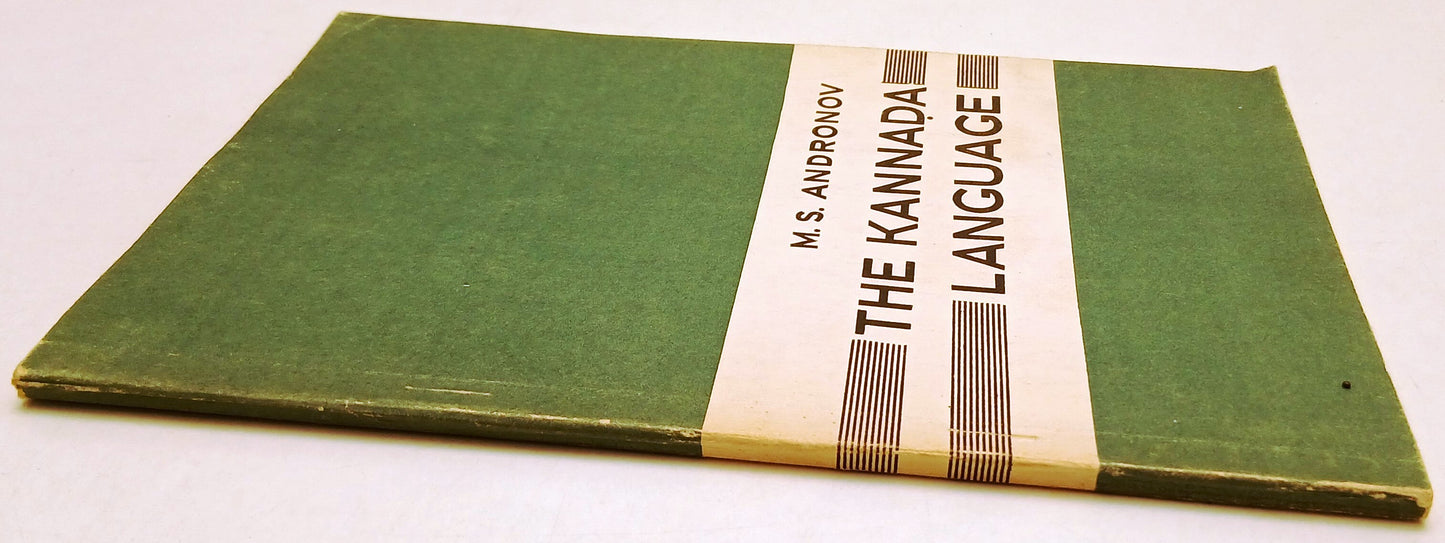 M. S. ANDRONOV
THE KANNAḌA
LANGUAGE